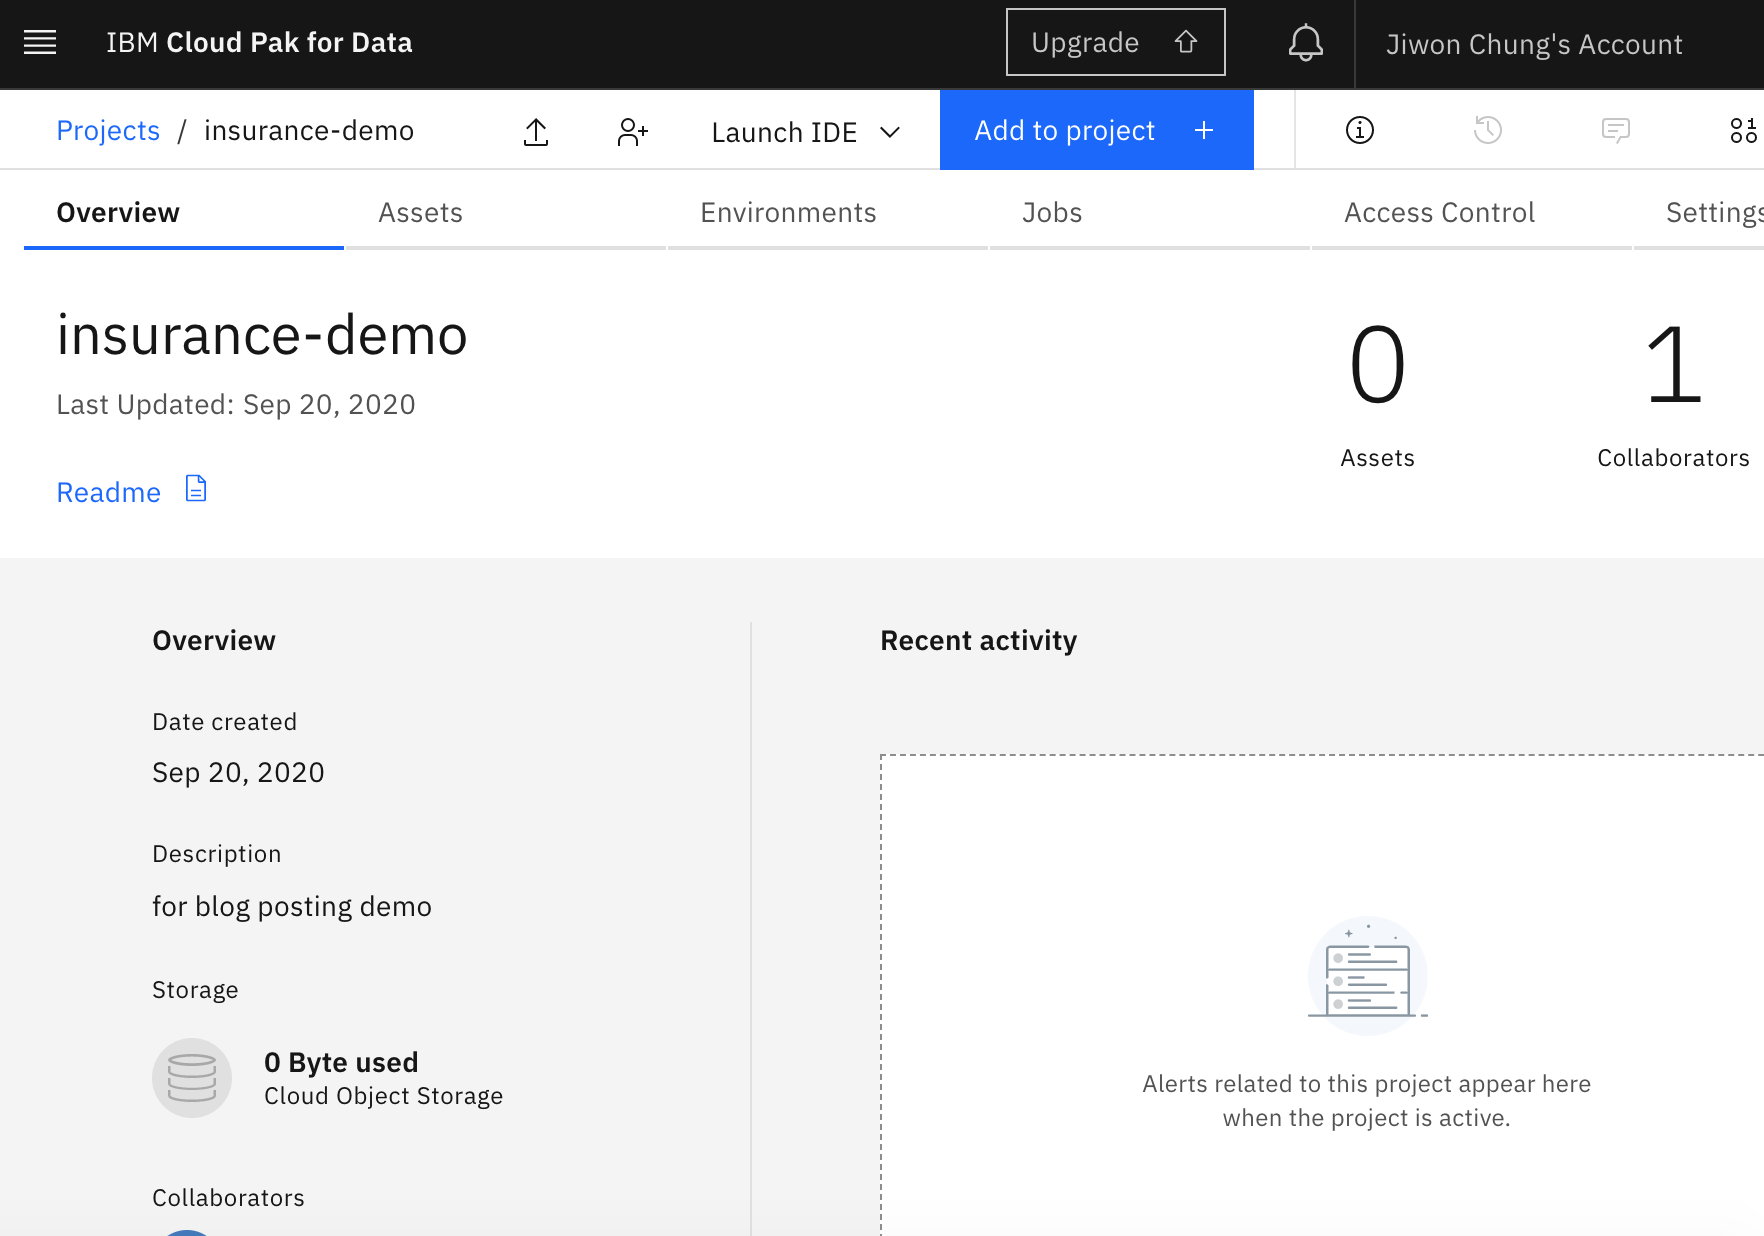 IBM Cloud Pak for Data
Upgrade
Jiwon Chung's Account
Projects / insurance-demo
Launch IDE
Add to project +
Overview
Assets
Environments
Jobs
Access Control
Settings
insurance-demo
Last Updated: Sep 20, 2020
Readme
0
Assets
1
Collaborators
Overview
Date created
Sep 20, 2020
Description
for blog posting demo
Storage
0 Byte used
Cloud Object Storage
Collaborators
Recent activity
Alerts related to this project appear here
when the project is active.